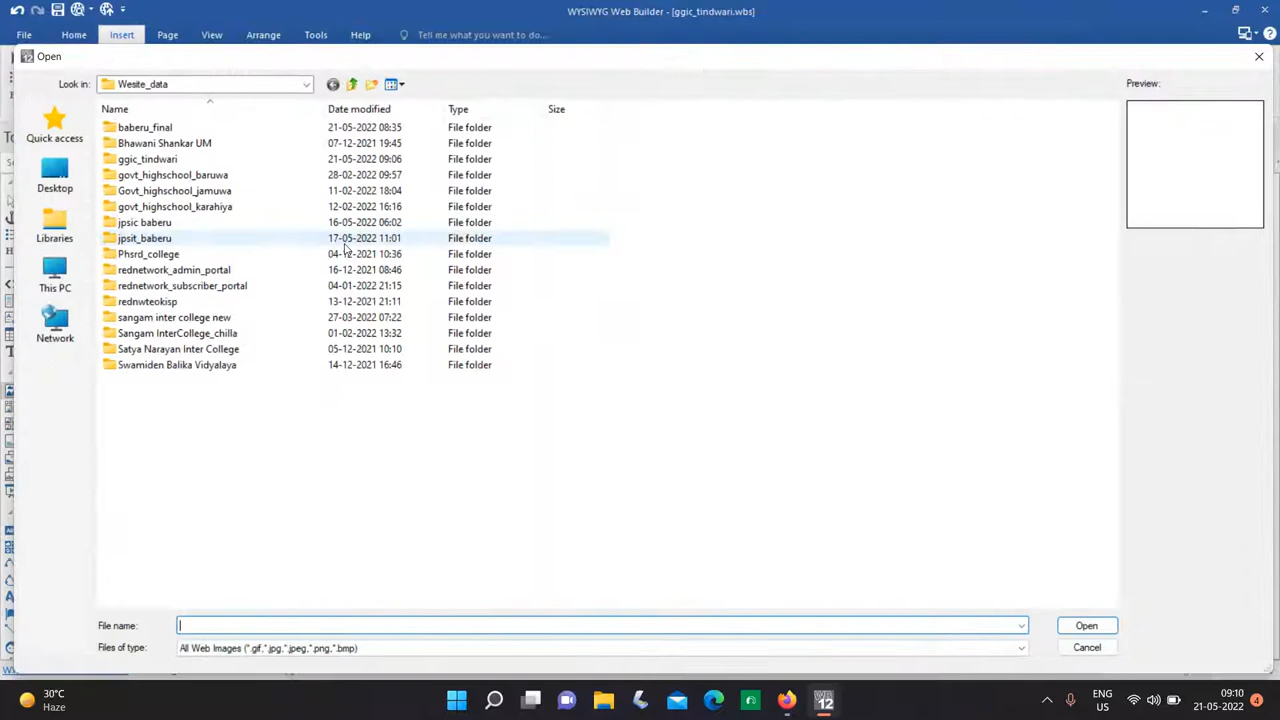 WYSIWYG Web Builder - [ggic_tindwari.wbs]
File Home Insert Page View Arrange Tools Help Tell me what you want to do...
12 Open
Look in: Wesite_data Preview:
Name Date modified Type Size
baberu_final 21-05-2022 08:35 File folder
Bhawani Shankar UM 07-12-2021 19:45 File folder
ggic_tindwari 21-05-2022 09:06 File folder
govt_highschool_baruwa 28-02-2022 09:57 File folder
Govt_highschool_jamuwa 11-02-2022 18:04 File folder
govt_highschool_karahiya 12-02-2022 16:16 File folder
jpsic baberu 16-05-2022 06:02 File folder
jpsit_baberu 17-05-2022 11:01 File folder
Phsrd_college 04-12-2021 10:36 File folder
rednetwork_admin_portal 16-12-2021 08:46 File folder
rednetwork_subscriber_portal 04-01-2022 21:15 File folder
rednwteokisp 13-12-2021 21:11 File folder
sangam inter college new 27-03-2022 07:22 File folder
Sangam InterCollege_chilla 01-02-2022 13:32 File folder
Satya Narayan Inter College 05-12-2021 10:10 File folder
Swamiden Balika Vidyalaya 14-12-2021 16:46 File folder
Quick access
Desktop
Libraries
This PC
Network
File name: Open
Files of type: All Web Images (*.gif,*.jpg,*.jpeg,*.png,*.bmp) Cancel
30°C
Haze
WB
12
ENG
US
09:10
21-05-2022
4